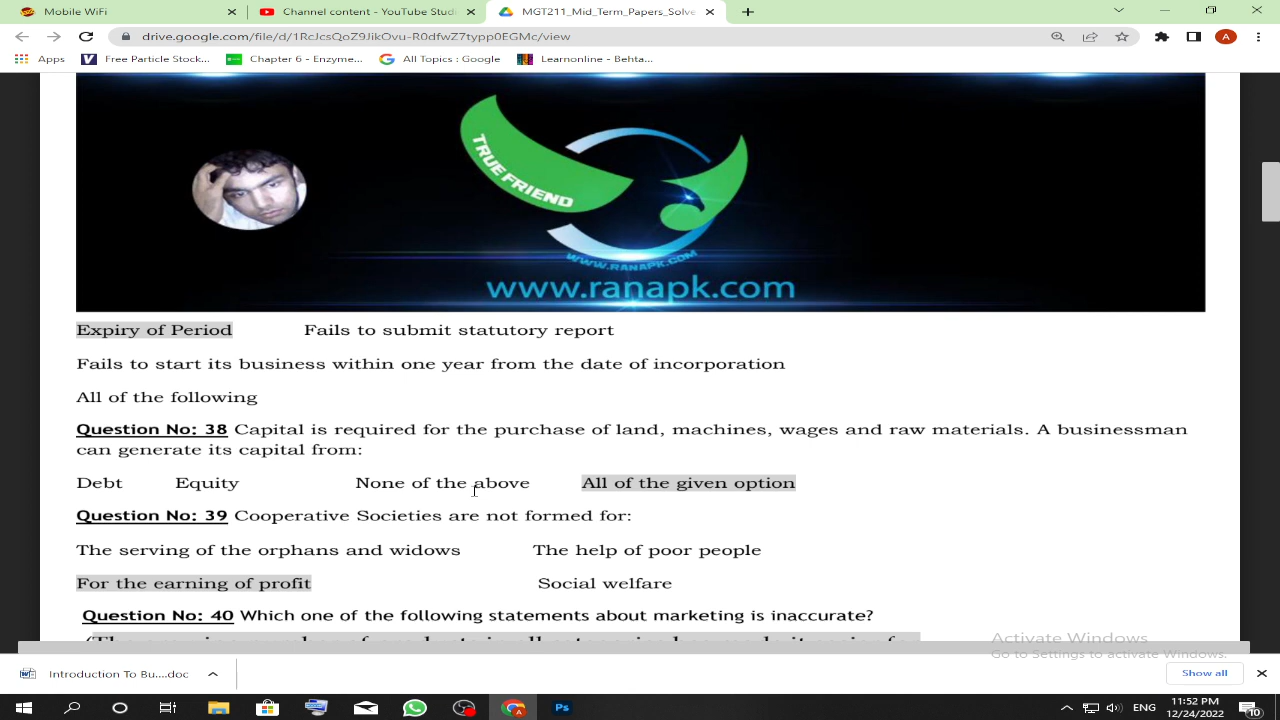 Mobile WiFi
YouTube
MGT211_Mid_Term_Papers_Solve
drive.google.com/file/d/1RcJcsQoZ9JikOvu-R0dfwZ7typp0EGMc/view
A
Apps
Free Particle Stock...
Chapter 6 - Enzyme...
All Topics : Google
Learnonline - Behta...
TRUE FRIEND
WWW.RANAPK.COM
www.ranapk.com
Expiry of Period Fails to submit statutory report
Fails to start its business within one year from the date of incorporation
All of the following
Question No: 38 Capital is required for the purchase of land, machines, wages and raw materials. A businessman
can generate its capital from:
Debt Equity None of the above All of the given option
Question No: 39 Cooperative Societies are not formed for:
The serving of the orphans and widows The help of poor people
For the earning of profit Social welfare
Question No: 40 Which one of the following statements about marketing is inaccurate?
Activate Windows
Go to Settings to activate Windows.
Introduction To Bu....doc
Show all
ENG
11:52 PM
12/24/2022
10
Ps